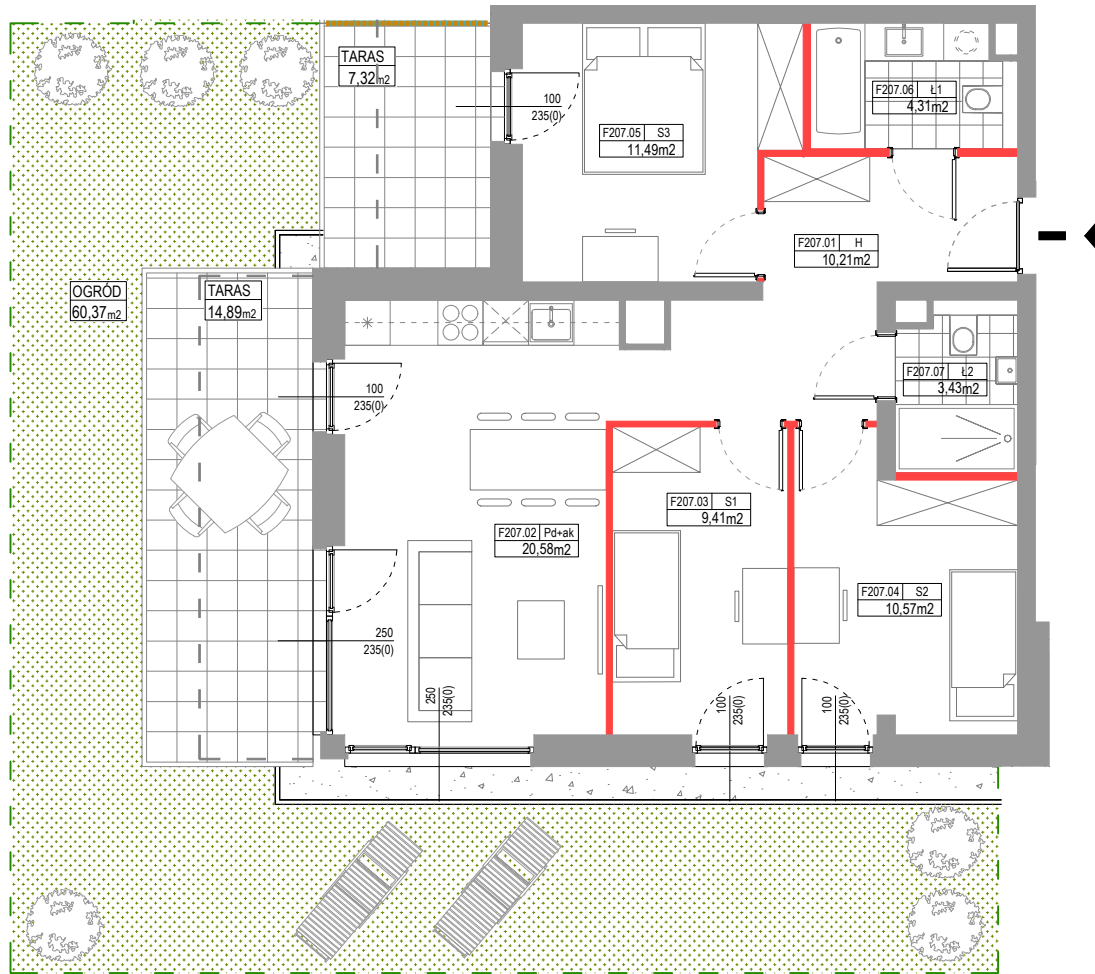 TARAS
7,32m2
100
235(0)
F207.05 S3
11,49m2
F207.06 Ł1
4,31m2
F207.01 H
10,21m2
OGRÓD
60,37m2
TARAS
14,89m2
100
235(0)
F207.07 Ł2
3,43m2
F207.03 S1
9,41m2
F207.02 Pd+ak
20,58m2
F207.04 S2
10,57m2
250
235(0)
250
235(0)
100
235(0)
100
235(0)